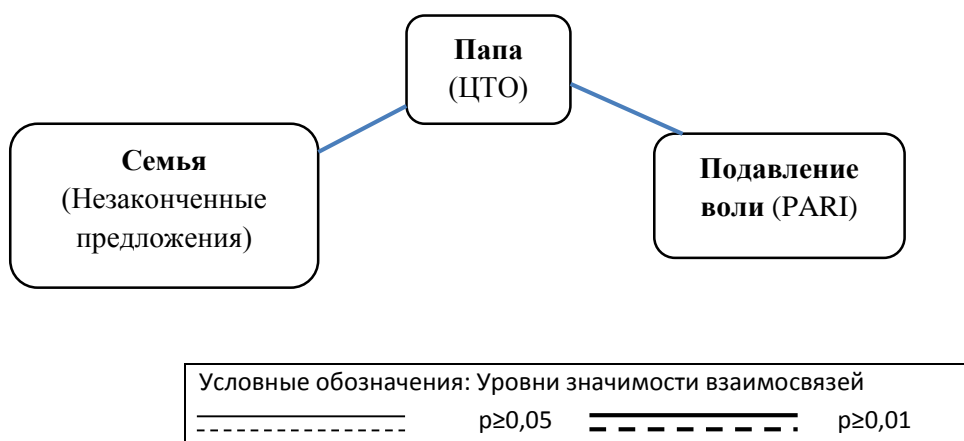 Папа
(ЦТО)
Семья
(Незаконченные
предложения)
Подавление
воли (PARI)
Условные обозначения: Уровни значимости взаимосвязей
p≥0,05 p≥0,01